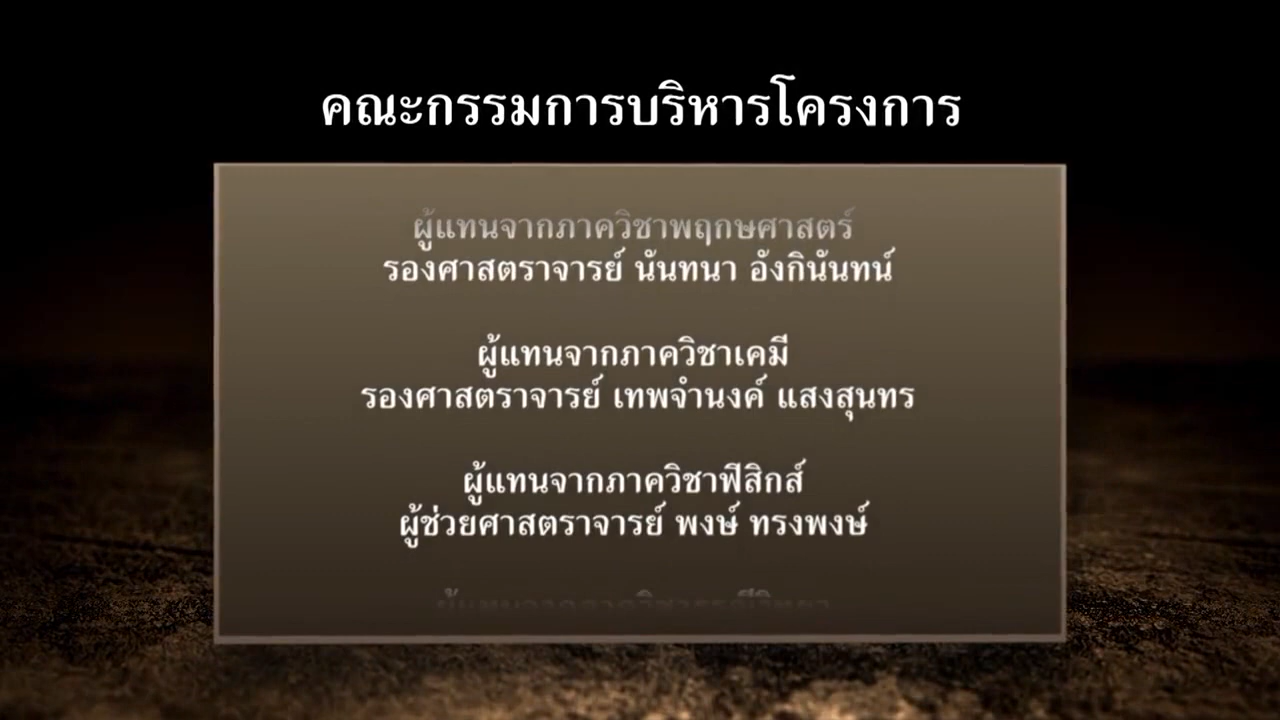 คณะกรรมการบริหารโครงการ
ผู้แทนจากภาควิชาพฤกษศาสตร์
รองศาสตราจารย์ นันทนา อังกินันทน์
ผู้แทนจากภาควิชาเคมี
รองศาสตราจารย์ เทพจำนงค์ แสงสุนทร
ผู้แทนจากภาควิชาฟิสิกส์
ผู้ช่วยศาสตราจารย์ พงษ์ ทรงพงษ์